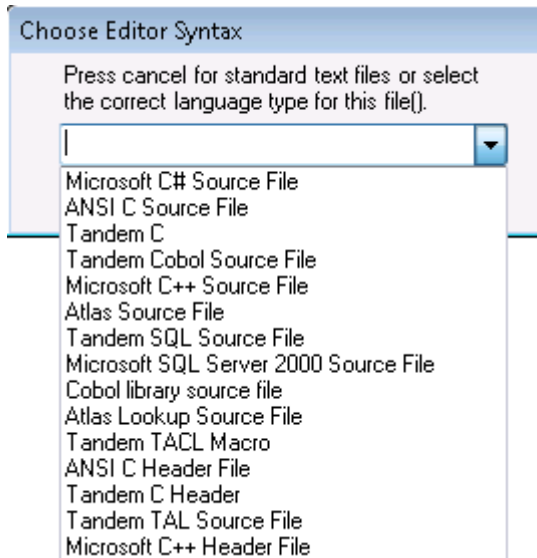 Choose Editor Syntax
Press cancel for standard text files or select
the correct language type for this file().
Microsoft C# Source File
ANSI C Source File
Tandem C
Tandem Cobol Source File
Microsoft C++ Source File
Atlas Source File
Tandem SQL Source File
Microsoft SQL Server 2000 Source File
Cobol library source file
Atlas Lookup Source File
Tandem TACL Macro
ANSI C Header File
Tandem C Header
Tandem TAL Source File
Microsoft C++ Header File